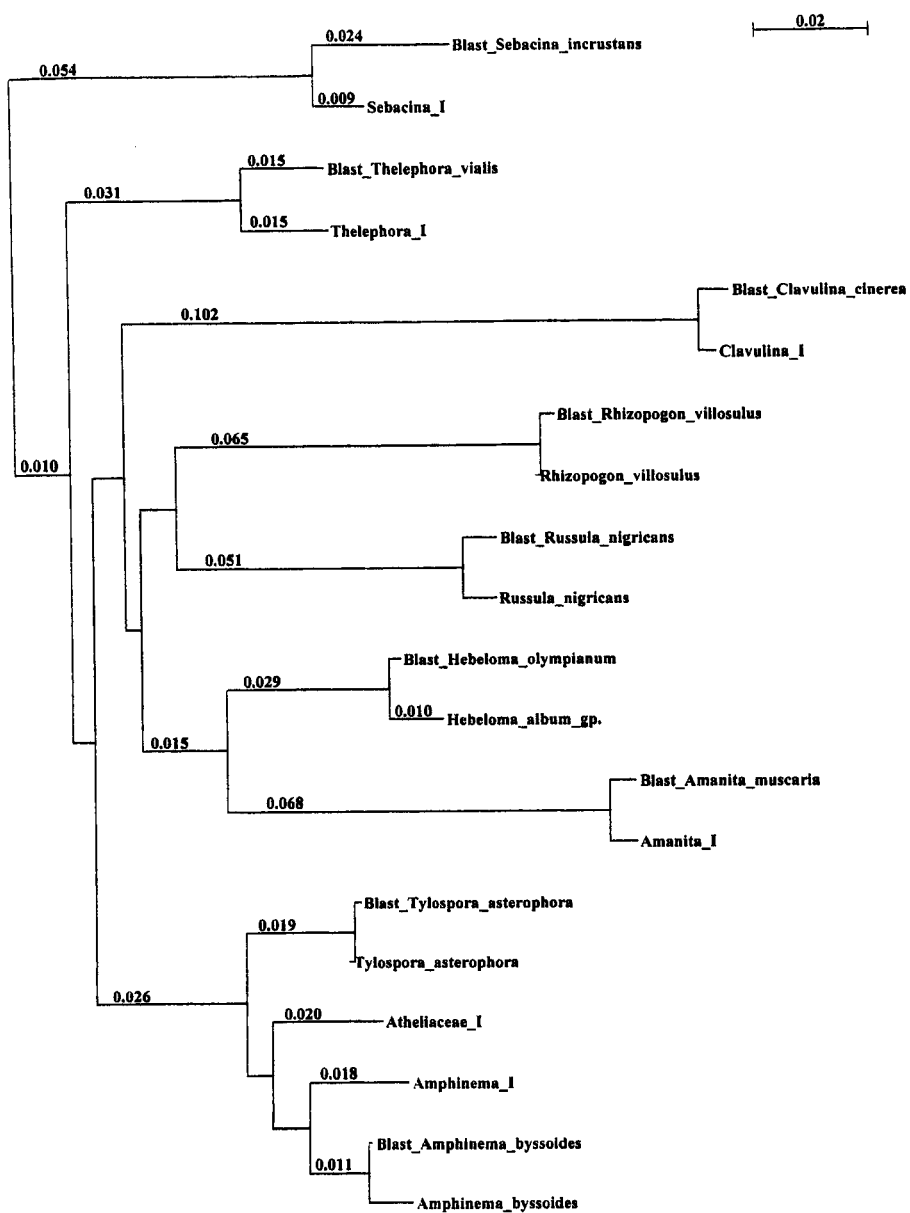 0.02
0.024
Blast_Sebacina_incrustans
0.054
0.009
Sebacina_I
0.015
Blast_Thelephora_vialis
0.031
0.015
Thelephora_I
Blast_Clavulina_cinerea
0.102
Clavulina_I
Blast_Rhizopogon_villosulus
0.065
0.010
Rhizopogon_villosulus
Blast_Russula_nigricans
0.051
Russula_nigricans
Blast_Hebeloma_olympianum
0.029
0.010
Hebeloma_album_gp.
0.015
Blast_Amanita_muscaria
0.068
Amanita_I
Blast_Tylospora_asterophora
0.019
Tylospora_asterophora
0.026
0.020
Atheliaceae_I
0.018
Amphinema_I
Blast_Amphinema_byssoides
0.011
Amphinema_byssoides